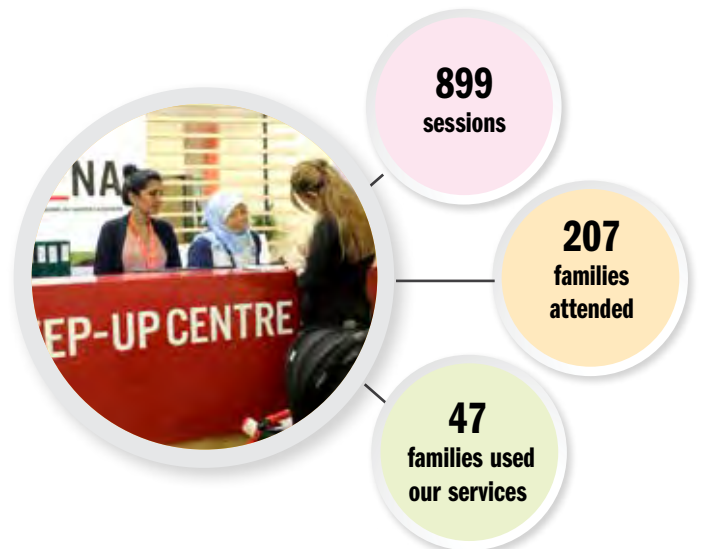 NA
EP-UP CENTRE
899
sessions
207
families
attended
47
families used
our services